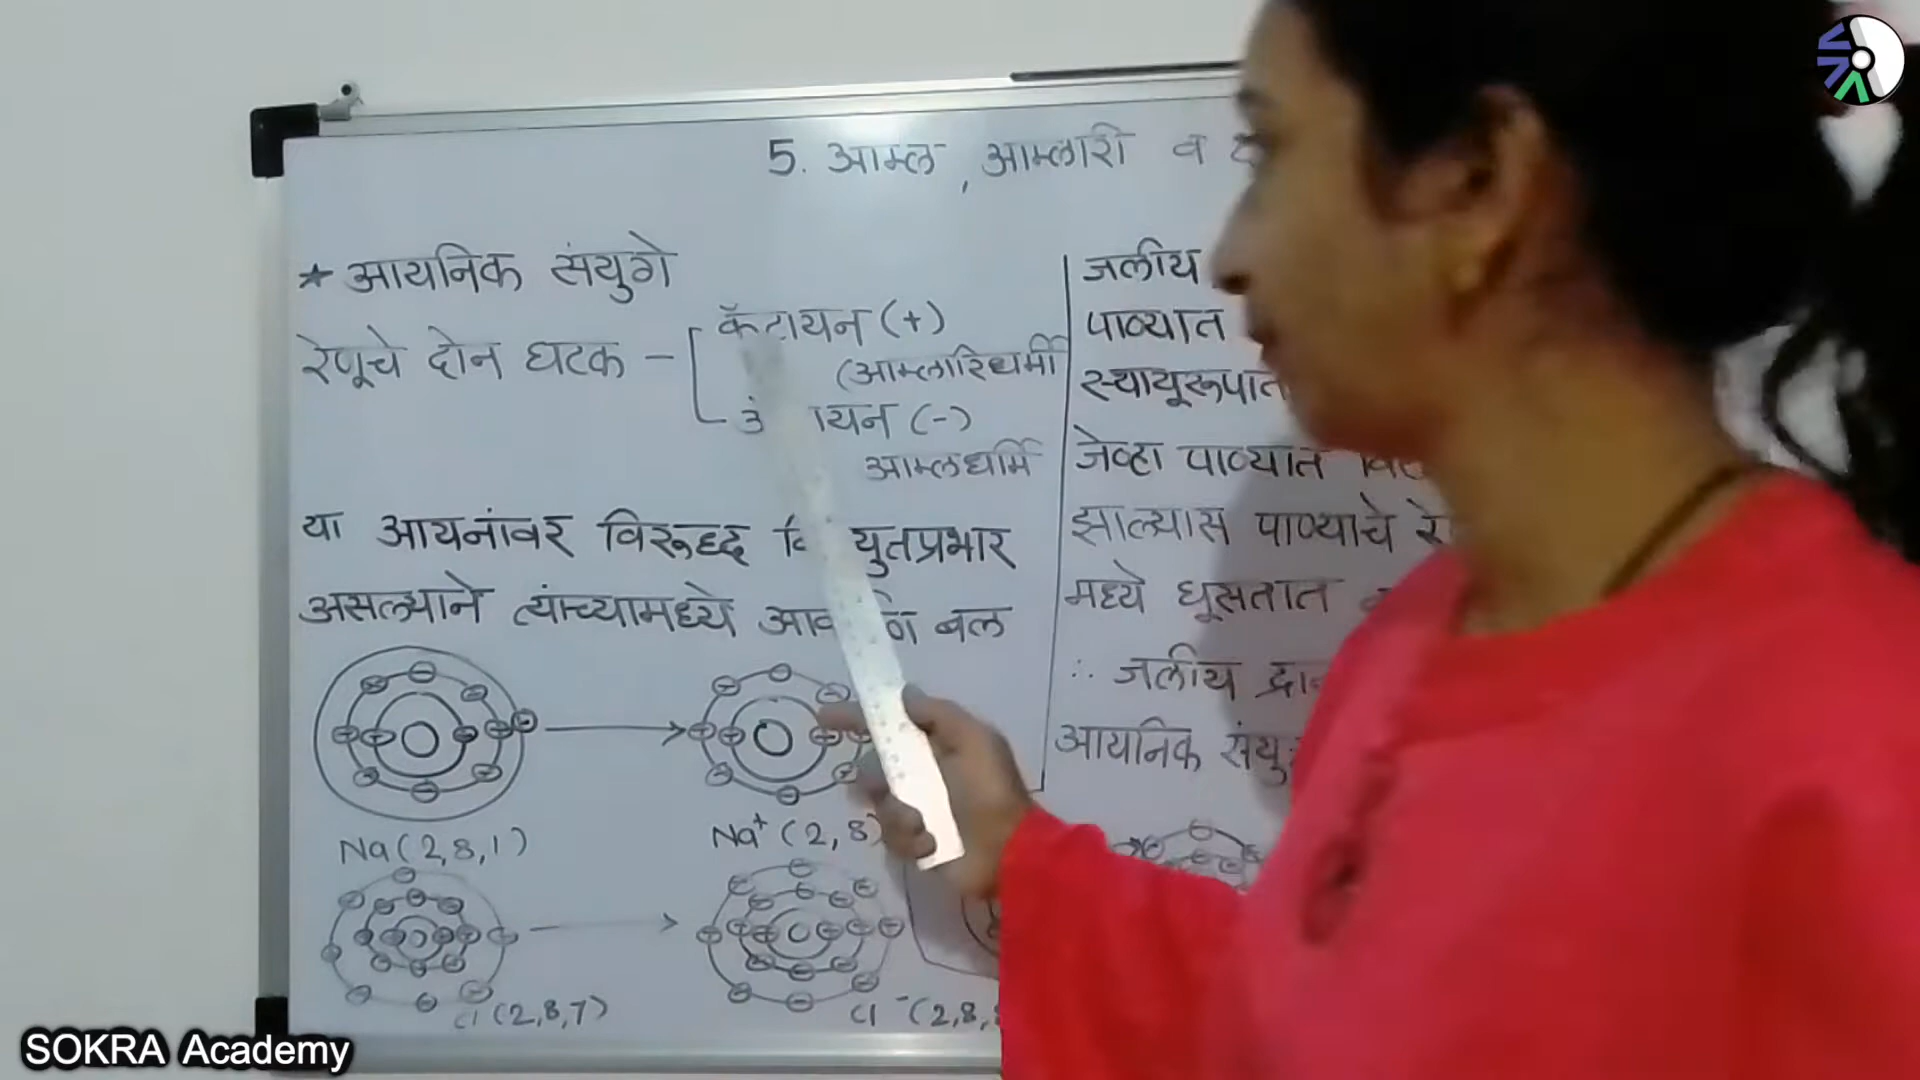 5. आम्ल, आम्लारी व
★ आयनिक संयुगे
रेणूचे दोन घटक –
कॅटायन (+)
(आम्लारिधर्मी
ायन (-)
आम्लधर्मि
या आयनांवर विरूध्द वि युतप्रभार
असल्याने त्यांच्यामध्ये बल
Na (2,8,1)
Na⁺ (2,8)
Cl (2,8,7)
Cl⁻ (2,8,
जलीय
पाव्यात
स्थायूरूपात
जेव्हा पाव्यात
झाल्यास पाण्याचे रे
मध्ये घूसतात
∴ जलीय द्रा
आयनिक संयु
SOKRA Academy